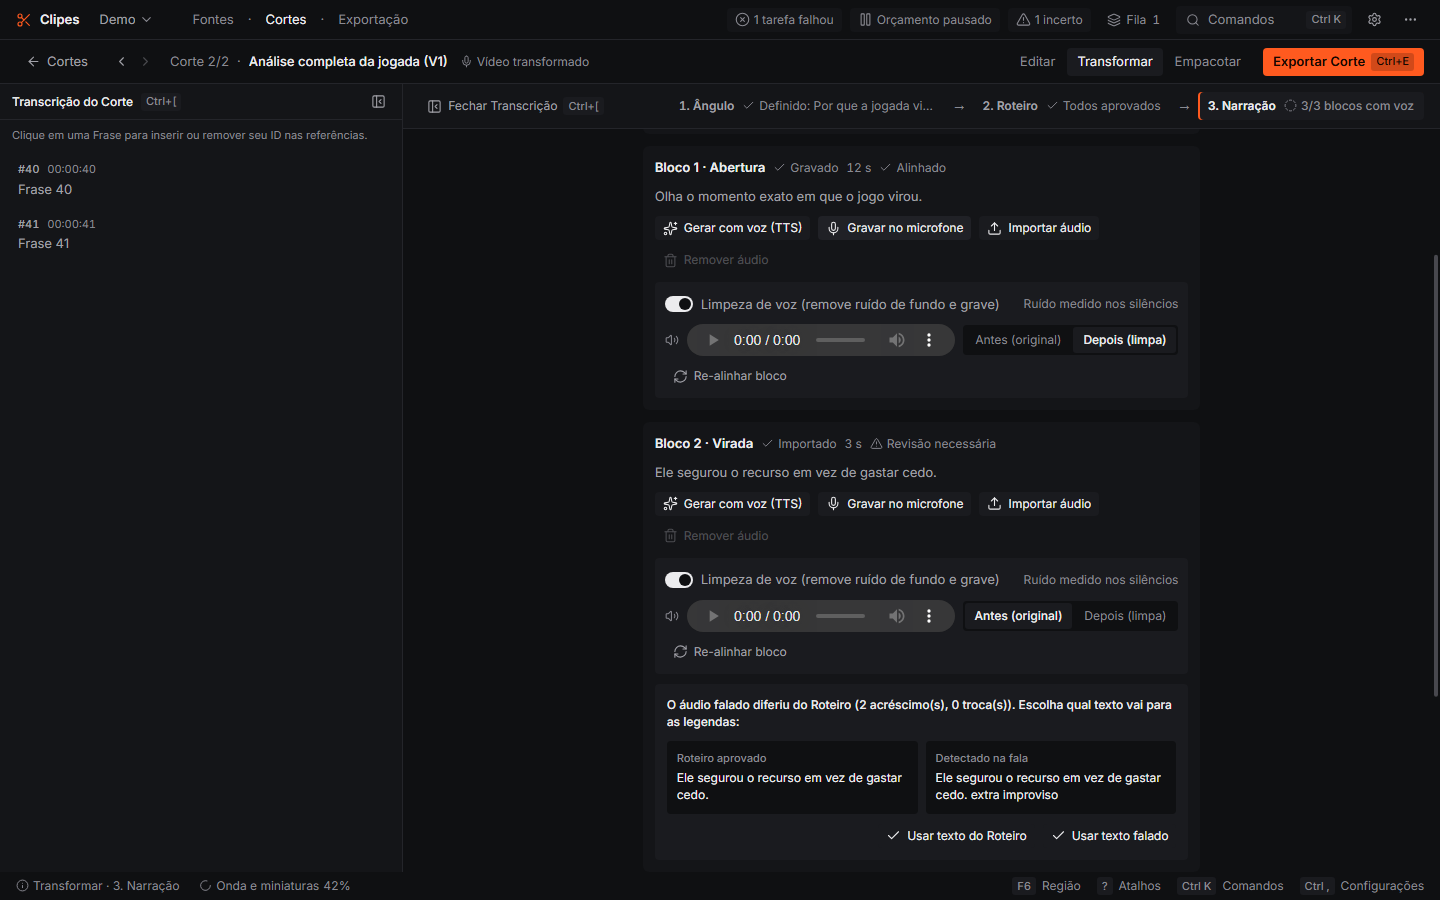 Clipes Demo Fontes · Cortes · Exportação 1 tarefa falhou Orçamento pausado 1 incerto Fila 1 Comandos Ctrl K
Cortes Corte 2/2 · Análise completa da jogada (V1) Vídeo transformado Editar Transformar Empacotar Exportar Corte Ctrl+E
Transcrição do Corte Ctrl+[
Fechar Transcrição Ctrl+[ 1. Ângulo Definido: Por que a jogada vi... → 2. Roteiro Todos aprovados → 3. Narração 3/3 blocos com voz
Clique em uma Frase para inserir ou remover seu ID nas referências.
#40 00:00:40
Frase 40
#41 00:00:41
Frase 41
Bloco 1 · Abertura Gravado 12 s Alinhado
Olha o momento exato em que o jogo virou.
Gerar com voz (TTS) Gravar no microfone Importar áudio
Remover áudio
Limpeza de voz (remove ruído de fundo e grave) Ruído medido nos silêncios
0:00 / 0:00 Antes (original) Depois (limpa)
Re-alinhar bloco
Bloco 2 · Virada Importado 3 s Revisão necessária
Ele segurou o recurso em vez de gastar cedo.
Gerar com voz (TTS) Gravar no microfone Importar áudio
Remover áudio
Limpeza de voz (remove ruído de fundo e grave) Ruído medido nos silêncios
0:00 / 0:00 Antes (original) Depois (limpa)
Re-alinhar bloco
O áudio falado diferiu do Roteiro (2 acréscimo(s), 0 troca(s)). Escolha qual texto vai para
as legendas:
Roteiro aprovado
Ele segurou o recurso em vez de gastar
cedo.
Detectado na fala
Ele segurou o recurso em vez de gastar
cedo. extra improviso
Usar texto do Roteiro Usar texto falado
Transformar · 3. Narração Onda e miniaturas 42% F6 Região ? Atalhos Ctrl K Comandos Ctrl , Configurações